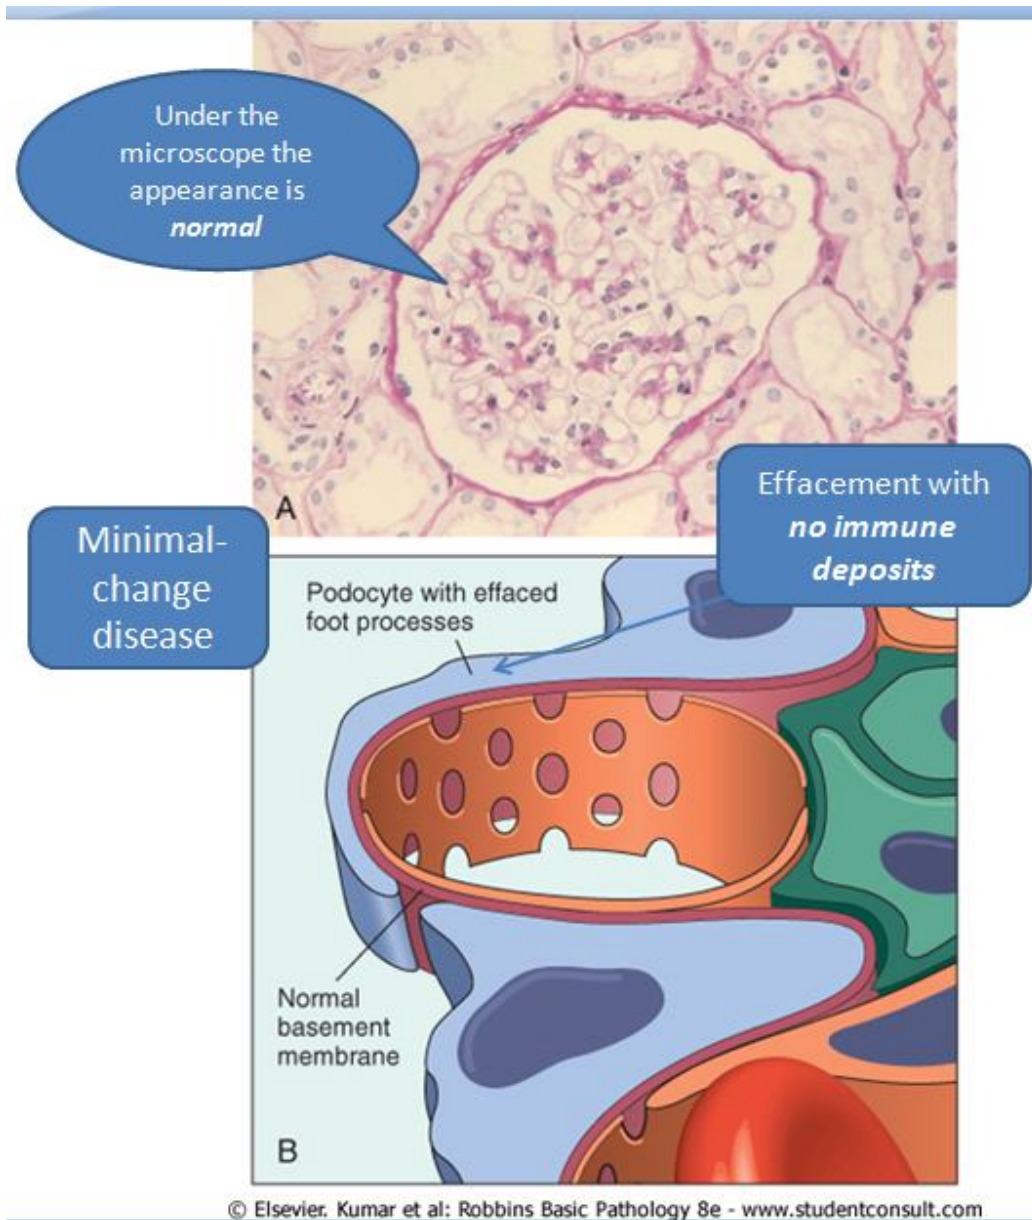 Under the
microscope the
appearance is
normal
A
Effacement with
no immune
deposits
Minimal-
change
disease
Podocyte with effaced
foot processes
Normal
basement
membrane
B
© Elsevier. Kumar et al: Robbins Basic Pathology 8e - www.studentconsult.com